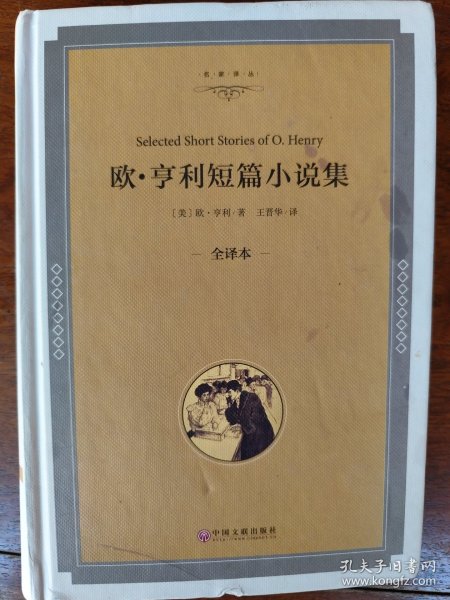 ·名·家·译·丛·
Selected Short Stories of O. Henry
欧·亨利短篇小说集
［美］欧·亨利/著 王晋华/译
— 全译本 —
中国文联出版社
孔夫子旧书网
www.kongfz.com